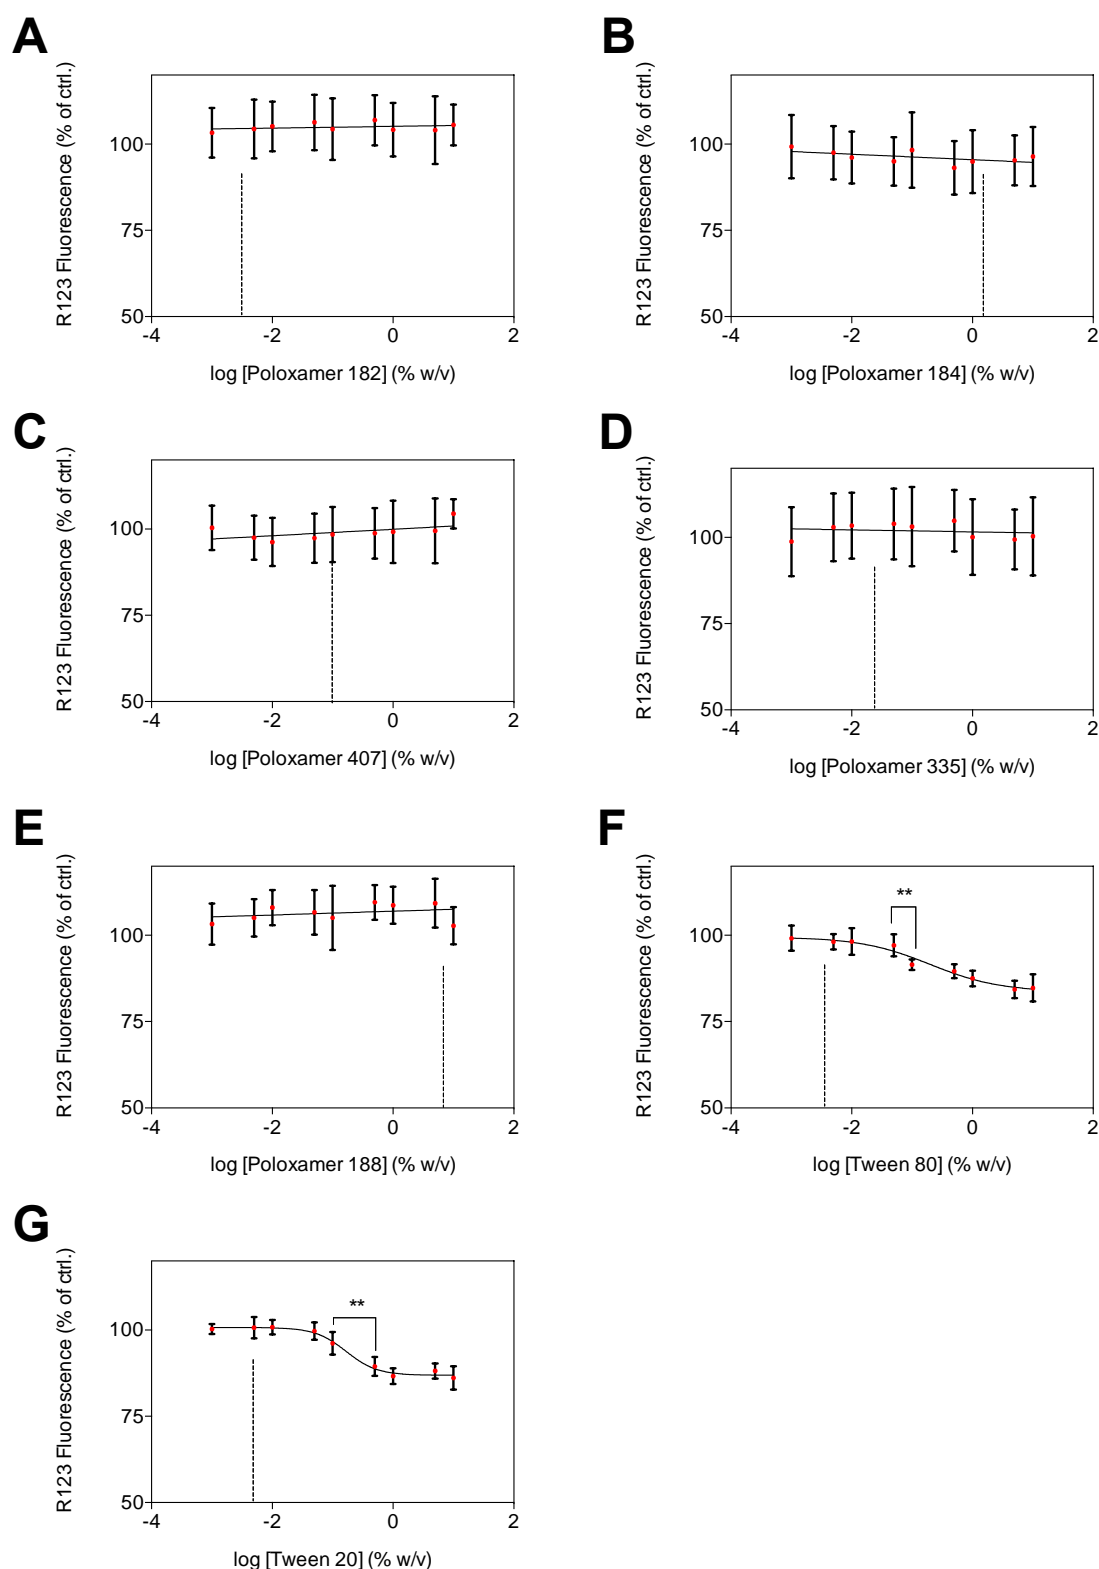 A
R123 Fluorescence (% of ctrl.)
100
75
50
-4
-2
0
2
log [Poloxamer 182] (% w/v)
B
R123 Fluorescence (% of ctrl.)
100
75
50
-4
-2
0
2
log [Poloxamer 184] (% w/v)
C
R123 Fluorescence (% of ctrl.)
100
75
50
-4
-2
0
2
log [Poloxamer 407] (% w/v)
D
R123 Fluorescence (% of ctrl.)
100
75
50
-4
-2
0
2
log [Poloxamer 335] (% w/v)
E
R123 Fluorescence (% of ctrl.)
100
75
50
-4
-2
0
2
log [Poloxamer 188] (% w/v)
F
R123 Fluorescence (% of ctrl.)
**
100
75
50
-4
-2
0
2
log [Tween 80] (% w/v)
G
R123 Fluorescence (% of ctrl.)
**
100
75
50
-4
-2
0
2
log [Tween 20] (% w/v)